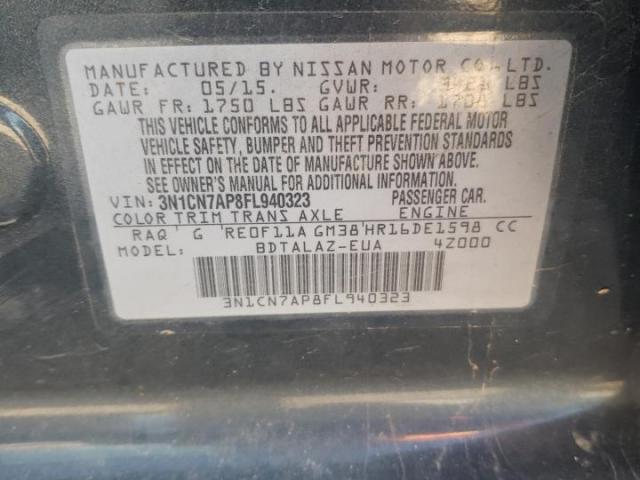 MANUFACTURED BY NISSAN MOTOR CO., LTD.
DATE: 05/15. GVWR: LBS
GAWR FR: 1750 LBS GAWR RR: 1704 LBS
THIS VEHICLE CONFORMS TO ALL APPLICABLE FEDERAL MOTOR
VEHICLE SAFETY, BUMPER AND THEFT PREVENTION STANDARDS
IN EFFECT ON THE DATE OF MANUFACTURE SHOWN ABOVE.
SEE OWNER'S MANUAL FOR ADDITIONAL INFORMATION.
VIN: 3N1CN7AP8FL940323 PASSENGER CAR.
COLOR TRIM TRANS AXLE ENGINE
RAQ' G 'RE0F11A GM38'HR16DE1598 CC
MODEL: BDTALAZ-EUA 4Z000
3N1CN7AP8FL940323